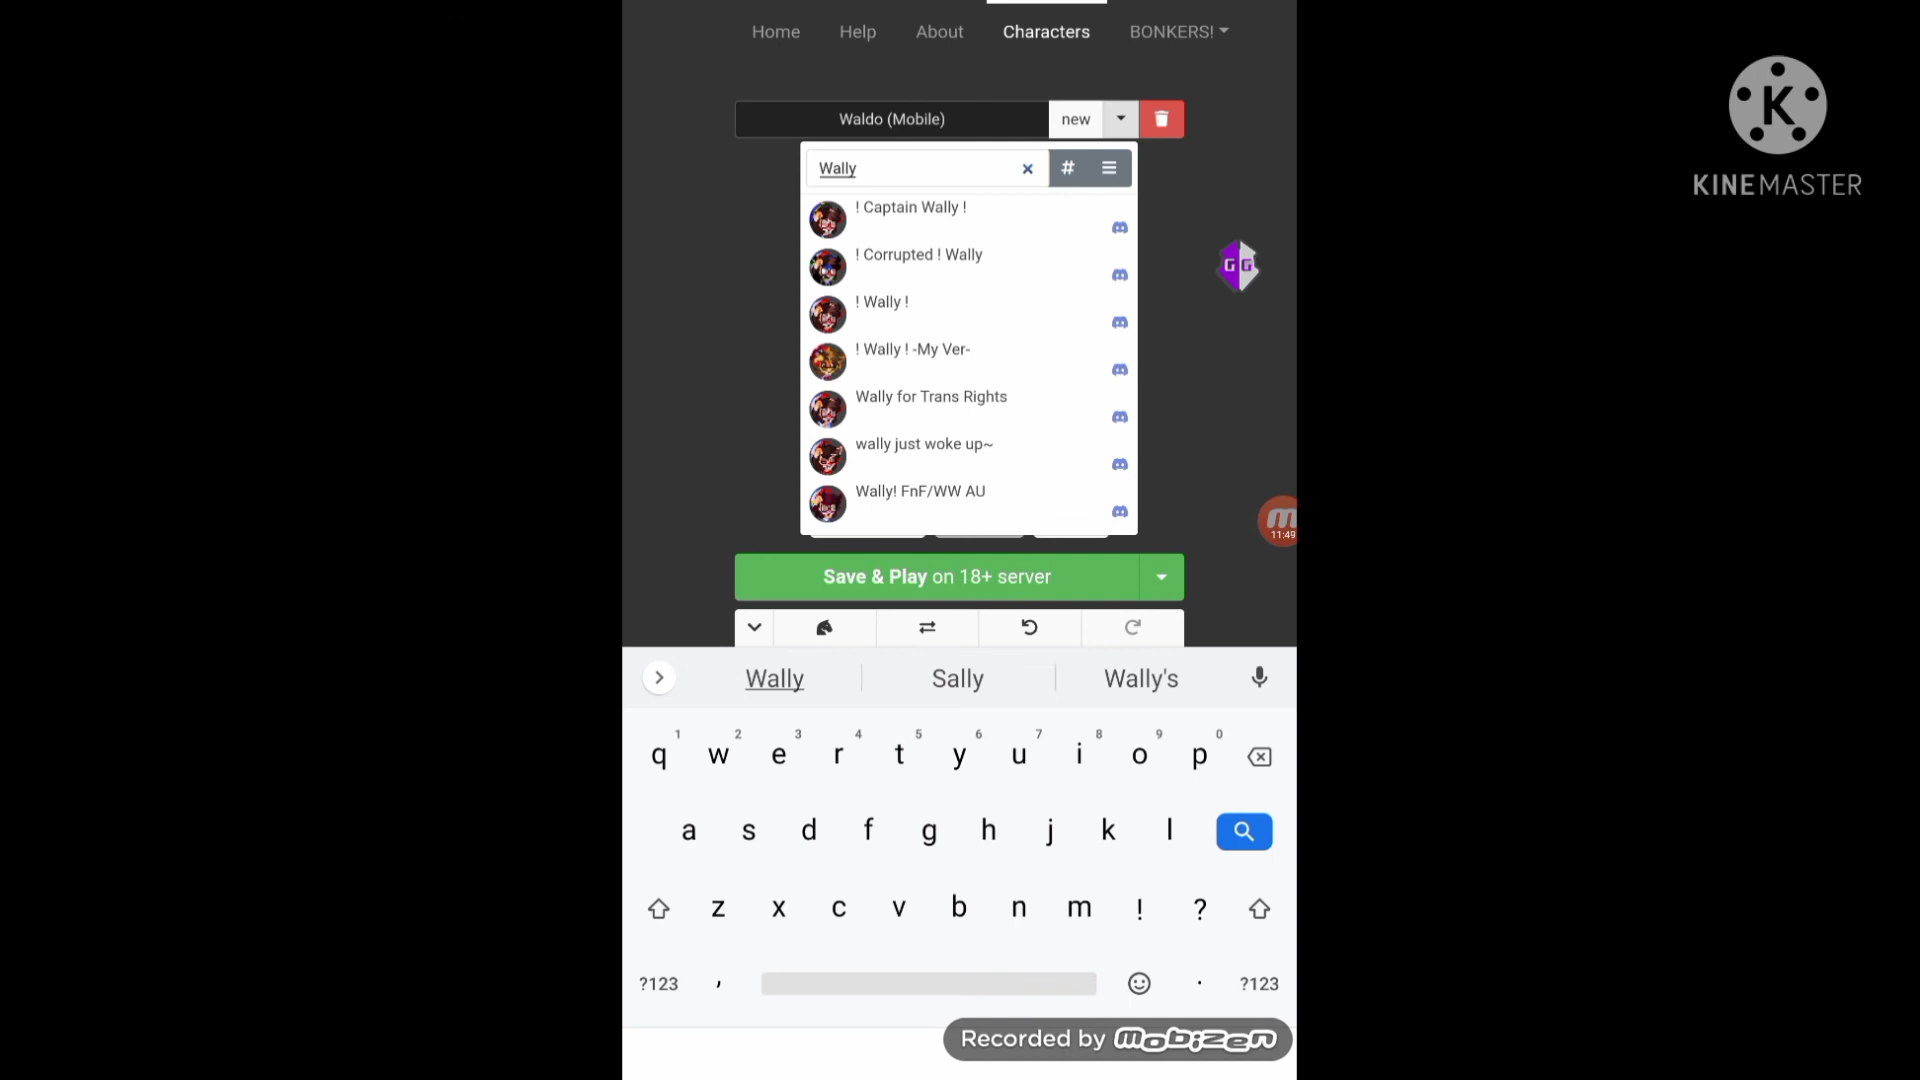 Home Help About Characters BONKERS!
Waldo (Mobile) new
Wally #
! Captain Wally !
! Corrupted ! Wally
! Wally !
! Wally ! -My Ver-
Wally for Trans Rights
wally just woke up~
Wally! FnF/WW AU
Save & Play on 18+ server
Wally Sally Wally's
1 2 3 4 5 6 7 8 9 0
q w e r t y u i o p
a s d f g h j k l
z x c v b n m ! ?
?123 , . ?123
Recorded by mobizen
K
KINEMASTER
GG
m
11:49